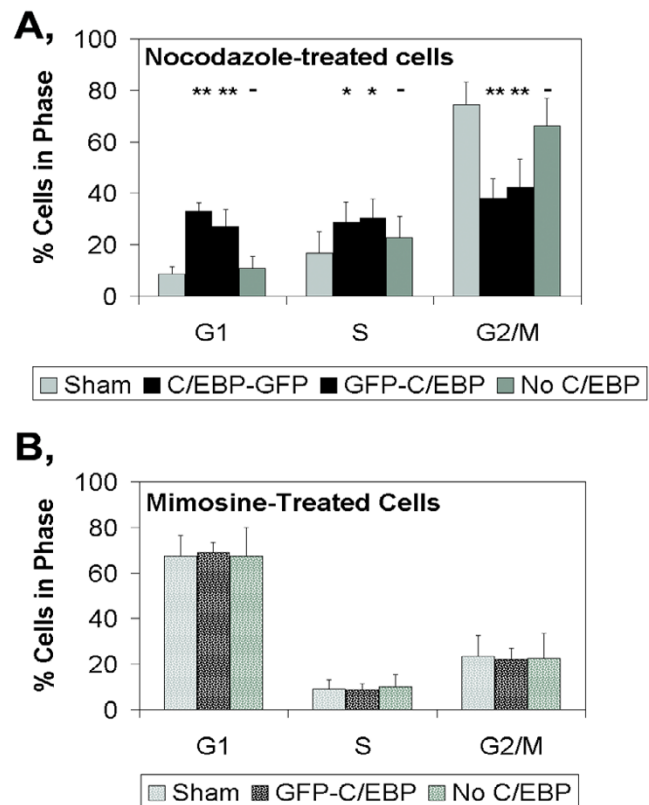 A,
100
80
60
40
20
0
% Cells in Phase
Nocodazole-treated cells
** ** - * * - ** ** -
G1 S G2/M
Sham C/EBP-GFP GFP-C/EBP No C/EBP
B,
100
80
60
40
20
0
% Cells in Phase
Mimosine-Treated Cells
G1 S G2/M
Sham GFP-C/EBP No C/EBP